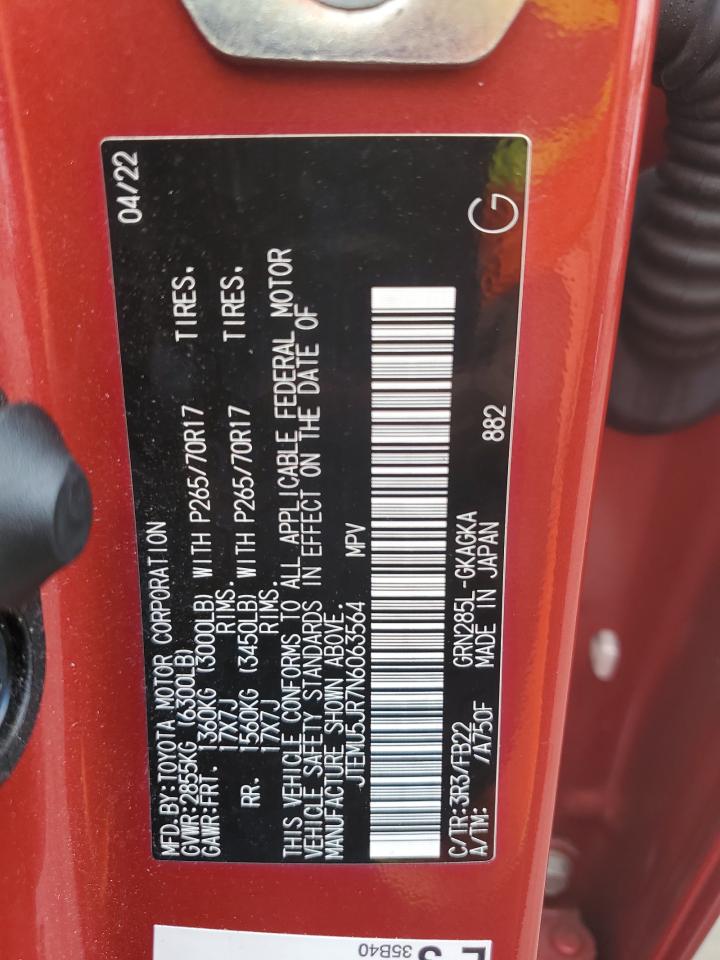 MFD.BY:TOYOTA MOTOR CORPORATION 04/22
GVWR:2855KG (6300LB)
GAWR:FRT. 1360KG (3000LB) WITH P265/70R17 TIRES.
17X7J RIMS.
RR. 1560KG (3450LB) WITH P265/70R17 TIRES.
17X7J RIMS.
THIS VEHICLE CONFORMS TO ALL APPLICABLE FEDERAL MOTOR
VEHICLE SAFETY STANDARDS IN EFFECT ON THE DATE OF
MANUFACTURE SHOWN ABOVE.
JTEMU5JR7N6063564 MPV
C/TR:3R3/FB22 GRN285L-GKAGKA 882
A/TM: /A750F MADE IN JAPAN
G
35B40